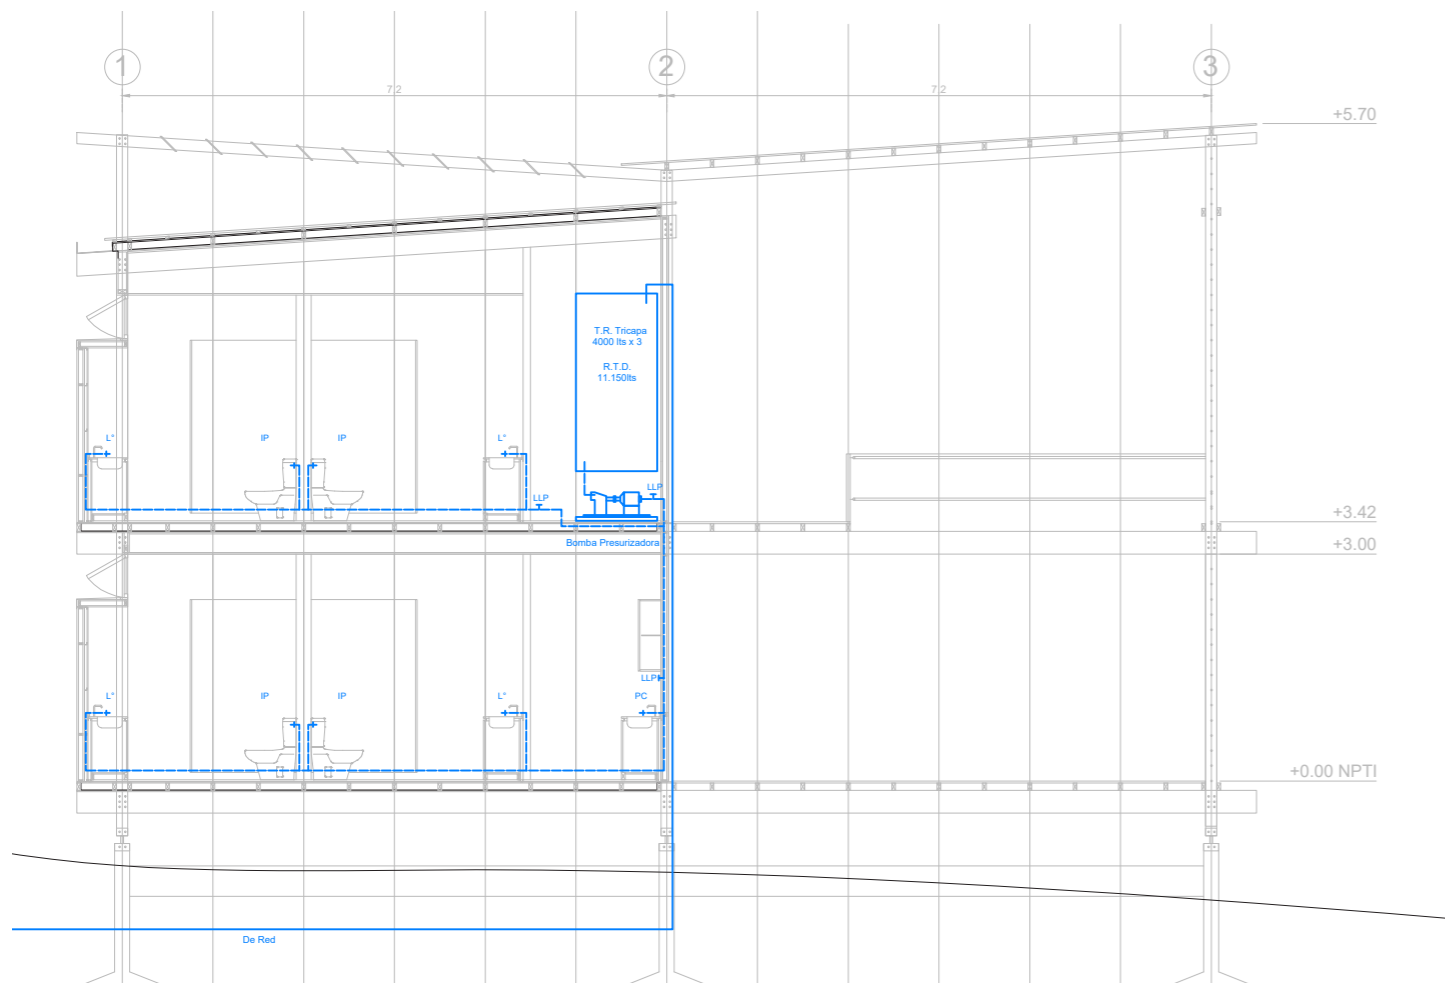 1
2
3
7.2
7.2
+5.70
T.R. Tricapa
4000 lts x 3
R.T.D.
11.150lts
L°
IP
IP
L°
LLP
LLP
+3.42
Bomba Presurizadora
+3.00
LLP
L°
IP
IP
L°
PC
+0.00 NPTI
De Red